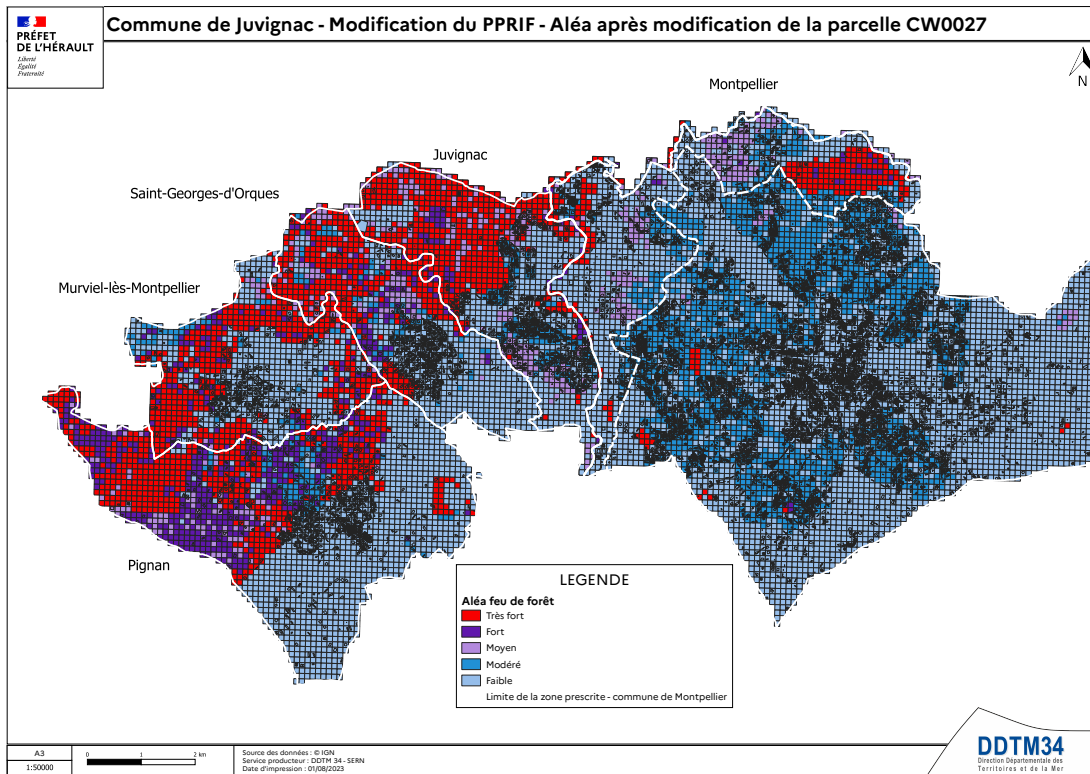 Commune de Juvignac - Modification du PPRIF - Aléa après modification de la parcelle CW0027
PRÉFET
DE L'HÉRAULT
Liberté
Égalité
Fraternité
N
Montpellier
Juvignac
Saint-Georges-d'Orques
Murviel-lès-Montpellier
Pignan
LEGENDE
Aléa feu de forêt
Très fort
Fort
Moyen
Modéré
Faible
Limite de la zone prescrite - commune de Montpellier
A3
1:50000
0 1 2 km
Source des données : © IGN
Service producteur : DDTM 34 - SERN
Date d'impression : 01/08/2023
DDTM34
Direction Départementale des
Territoires et de la Mer